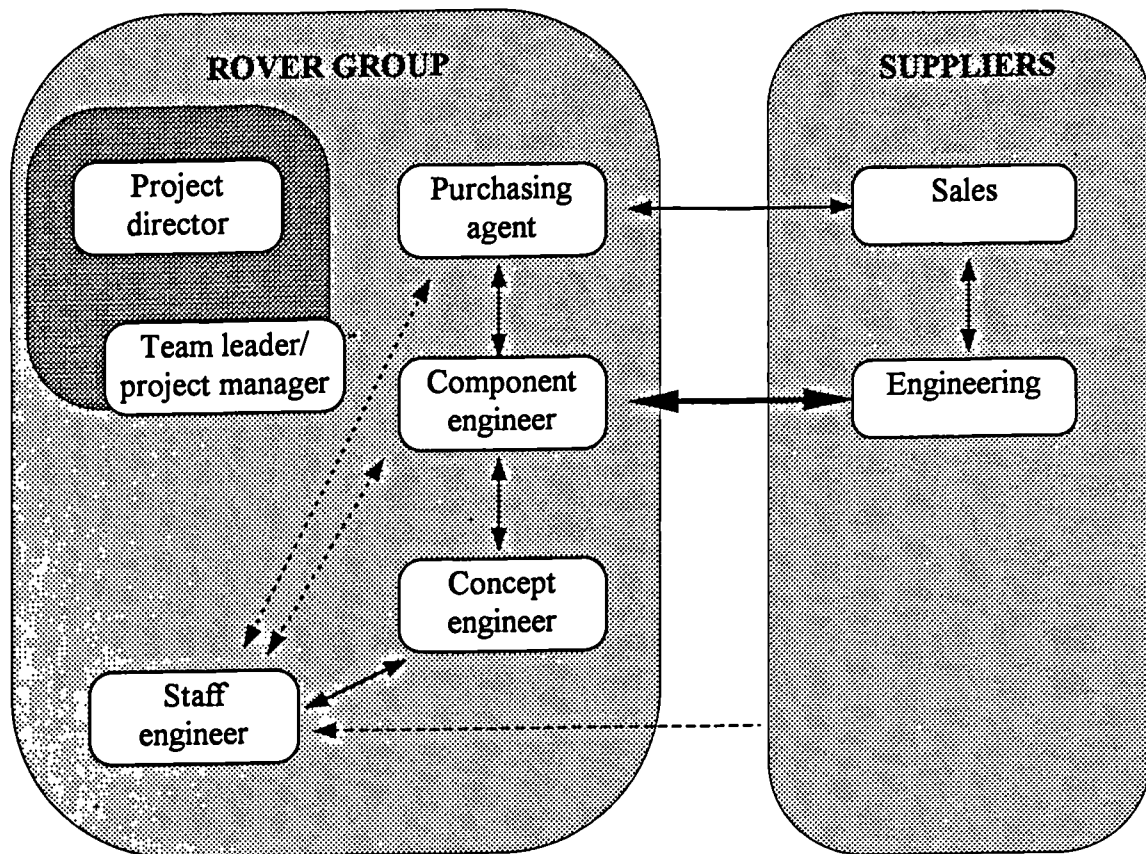 ROVER GROUP
SUPPLIERS
Project
director
Purchasing
agent
Sales
Team leader/
project manager
Component
engineer
Engineering
Concept
engineer
Staff
engineer